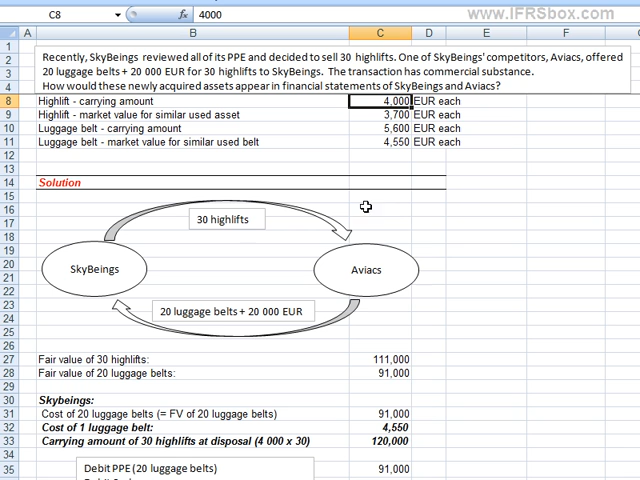 C8 fx 4000 www.IFRSbox.com
A B C D E F
1
2 Recently, SkyBeings reviewed all of its PPE and decided to sell 30 highlifts. One of SkyBeings' competitors, Aviacs, offered
3 20 luggage belts + 20 000 EUR for 30 highlifts to SkyBeings. The transaction has commercial substance.
4 How would these newly acquired assets appear in financial statements of SkyBeings and Aviacs?
8 Highlift - carrying amount 4,000 EUR each
9 Highlift - market value for similar used asset 3,700 EUR each
10 Luggage belt - carrying amount 5,600 EUR each
11 Luggage belt - market value for similar used belt 4,550 EUR each
12
13
14 Solution
15
16
17 30 highlifts
18
19
20 SkyBeings Aviacs
21
22
23
24 20 luggage belts + 20 000 EUR
25
26
27 Fair value of 30 highlifts: 111,000
28 Fair value of 20 luggage belts: 91,000
29
30 Skybeings:
31 Cost of 20 luggage belts (= FV of 20 luggage belts) 91,000
32 Cost of 1 luggage belt: 4,550
33 Carrying amount of 30 highlifts at disposal (4 000 x 30) 120,000
34
35 Debit PPE (20 luggage belts) 91,000